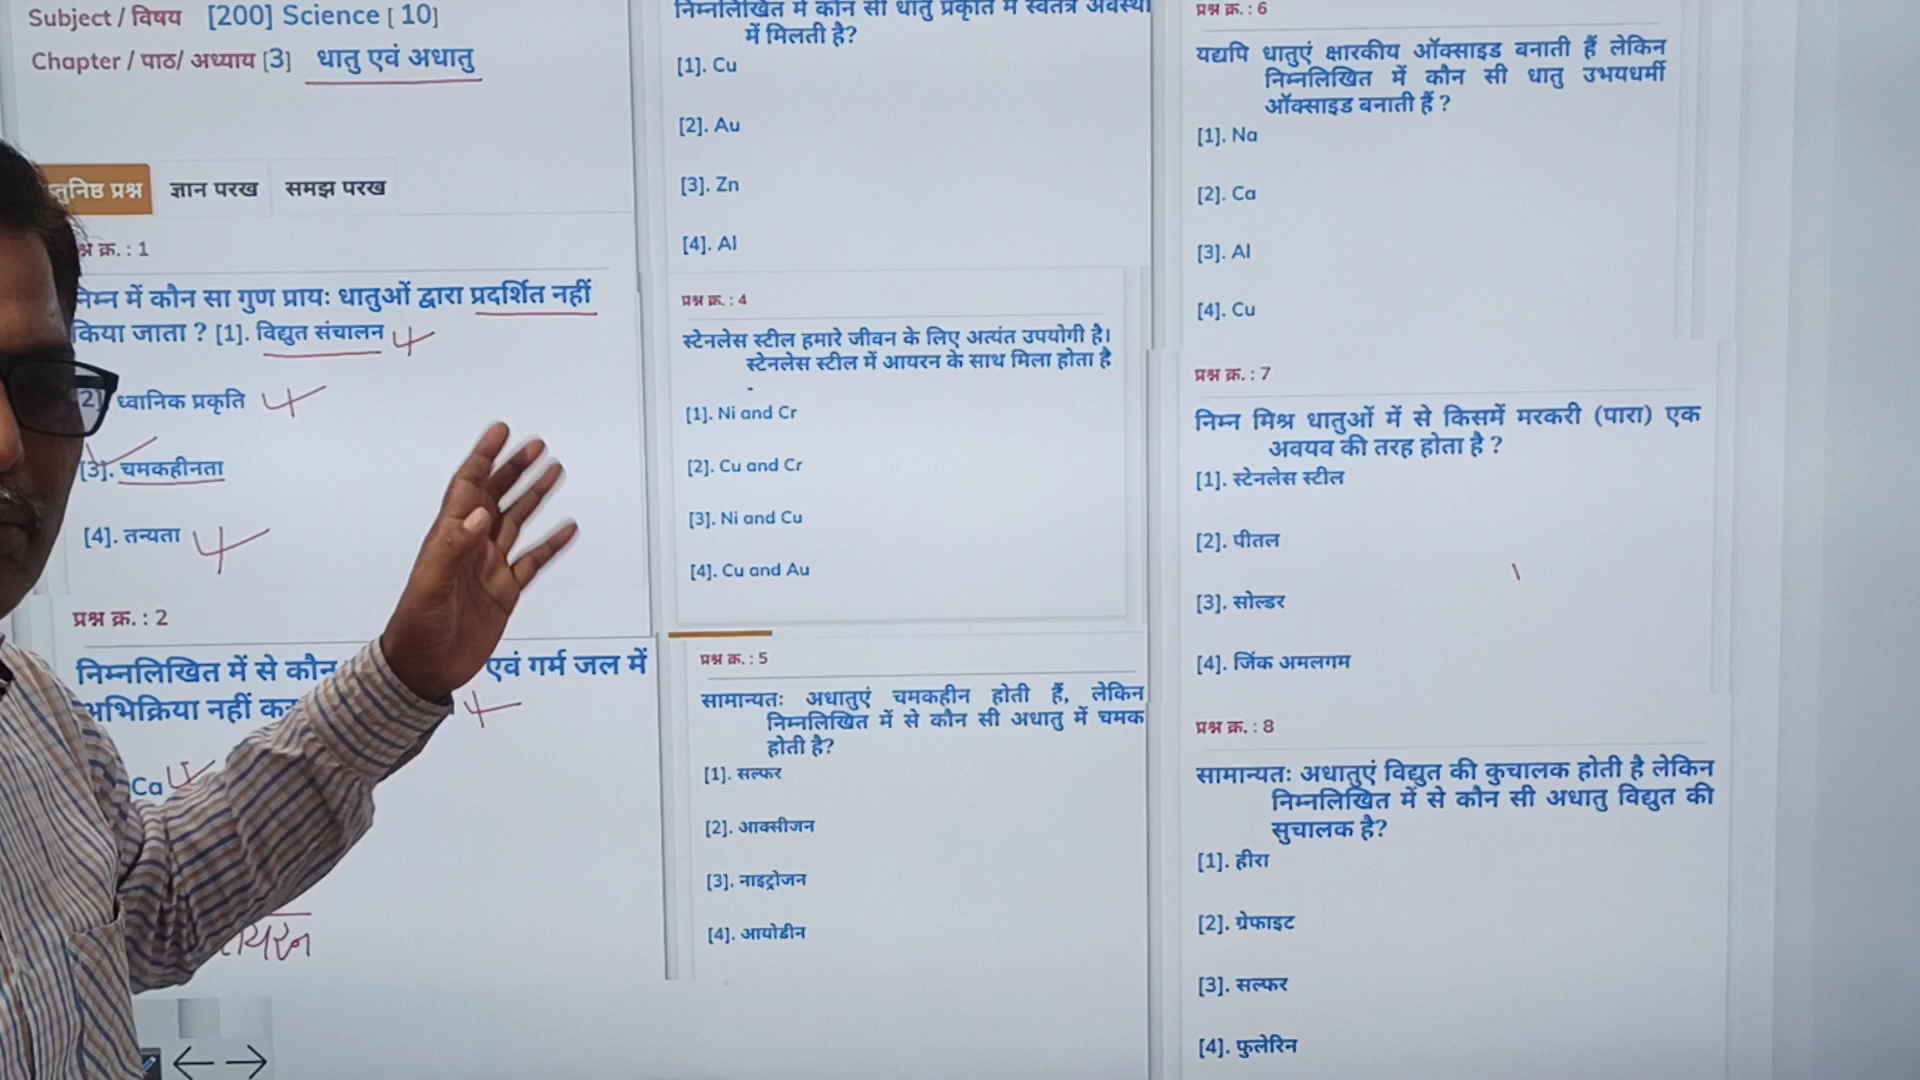 Subject / विषय [200] Science [ 10]
Chapter / पाठ/ अध्याय [3] धातु एवं अधातु
तुनिष्ठ प्रश्न ज्ञान परख समझ परख
क्र. : 1
निम्न में कौन सा गुण प्रायः धातुओं द्वारा प्रदर्शित नहीं
किया जाता ? [1]. विद्युत संचालन
2]. ध्वानिक प्रकृति
[3]. चमकहीनता
[4]. तन्यता
प्रश्न क्र. : 2
निम्नलिखित में से कौन एवं गर्म जल में
अभिक्रिया नहीं
Ca
निम्नलिखित में कौन सी धातु प्रकृति में स्वतंत्र अवस्था
में मिलती है?
[1]. Cu
[2]. Au
[3]. Zn
[4]. Al
प्रश्न क्र. : 4
स्टेनलेस स्टील हमारे जीवन के लिए अत्यंत उपयोगी है।
स्टेनलेस स्टील में आयरन के साथ मिला होता है
-
[1]. Ni and Cr
[2]. Cu and Cr
[3]. Ni and Cu
[4]. Cu and Au
प्रश्न क्र. : 5
सामान्यतः अधातुएं चमकहीन होती हैं, लेकिन
निम्नलिखित में से कौन सी अधातु में चमक
होती है?
[1]. सल्फर
[2]. आक्सीजन
[3]. नाइट्रोजन
[4]. आयोडीन
प्रश्न क्र. : 6
यद्यपि धातुएं क्षारकीय ऑक्साइड बनाती हैं लेकिन
निम्नलिखित में कौन सी धातु उभयधर्मी
ऑक्साइड बनाती हैं ?
[1]. Na
[2]. Ca
[3]. Al
[4]. Cu
प्रश्न क्र. : 7
निम्न मिश्र धातुओं में से किसमें मरकरी (पारा) एक
अवयव की तरह होता है ?
[1]. स्टेनलेस स्टील
[2]. पीतल
[3]. सोल्डर
[4]. जिंक अमलगम
प्रश्न क्र. : 8
सामान्यतः अधातुएं विद्युत की कुचालक होती है लेकिन
निम्नलिखित में से कौन सी अधातु विद्युत की
सुचालक है?
[1]. हीरा
[2]. ग्रेफाइट
[3]. सल्फर
[4]. फुलेरिन